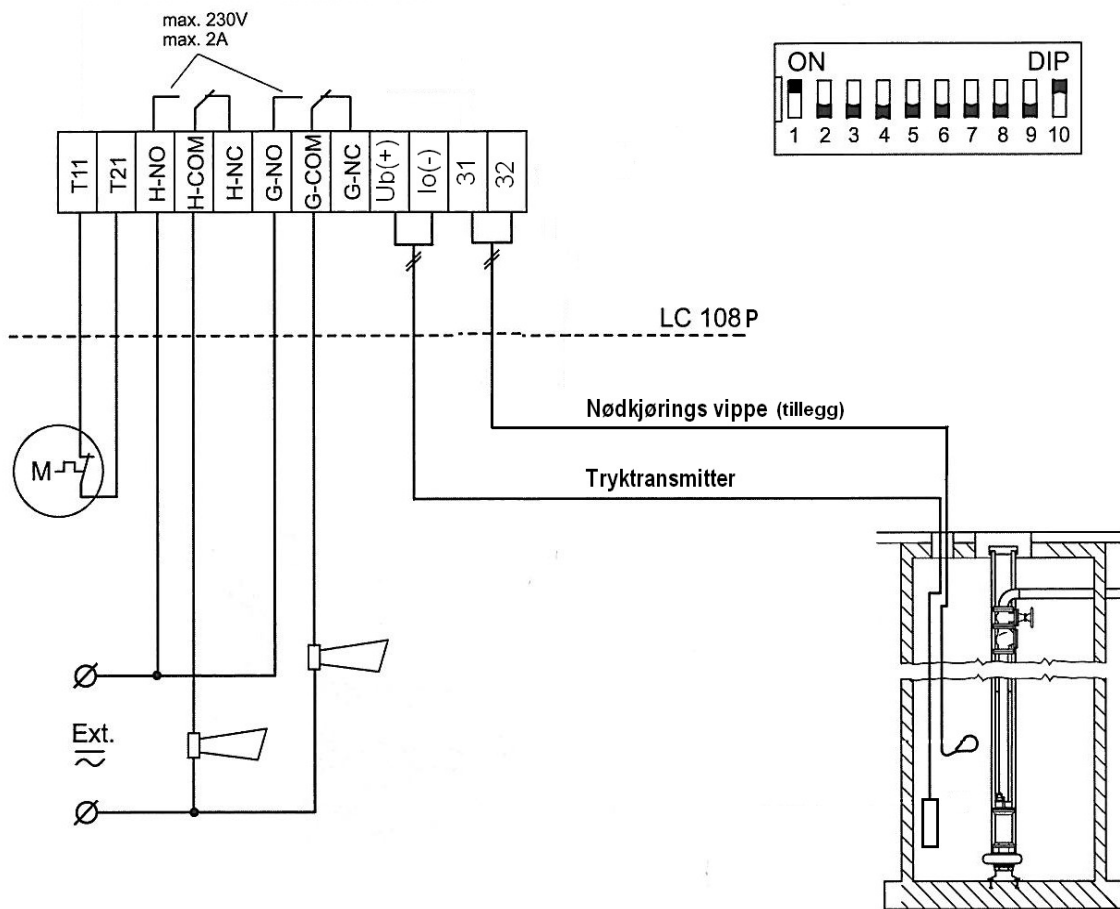 max. 230V
max. 2A
ON DIP
1 2 3 4 5 6 7 8 9 10
T11 T21 H-NO H-COM H-NC G-NO G-COM G-NC Ub(+) Io(-) 31 32
LC 108P
Nødkjørings vippe (tillegg)
M
Tryktransmitter
Ext.